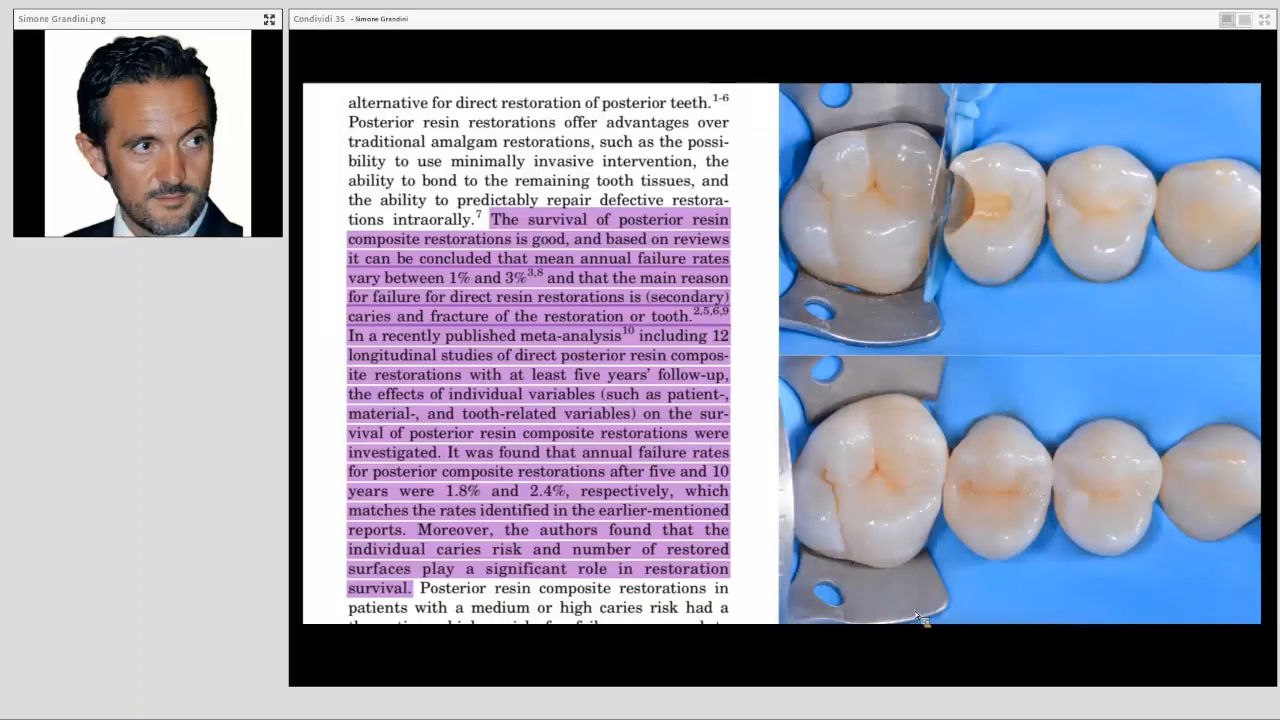 Simone Grandini.png
Condividi 35 - Simone Grandini
alternative for direct restoration of posterior teeth.1-6
Posterior resin restorations offer advantages over
traditional amalgam restorations, such as the possi-
bility to use minimally invasive intervention, the
ability to bond to the remaining tooth tissues, and
the ability to predictably repair defective restora-
tions intraorally.7 The survival of posterior resin
composite restorations is good, and based on reviews
it can be concluded that mean annual failure rates
vary between 1% and 3%3,8 and that the main reason
for failure for direct resin restorations is (secondary)
caries and fracture of the restoration or tooth.2,5,6,9
In a recently published meta-analysis10 including 12
longitudinal studies of direct posterior resin compos-
ite restorations with at least five years' follow-up,
the effects of individual variables (such as patient-,
material-, and tooth-related variables) on the sur-
vival of posterior resin composite restorations were
investigated. It was found that annual failure rates
for posterior composite restorations after five and 10
years were 1.8% and 2.4%, respectively, which
matches the rates identified in the earlier-mentioned
reports. Moreover, the authors found that the
individual caries risk and number of restored
surfaces play a significant role in restoration
survival. Posterior resin composite restorations in
patients with a medium or high caries risk had a